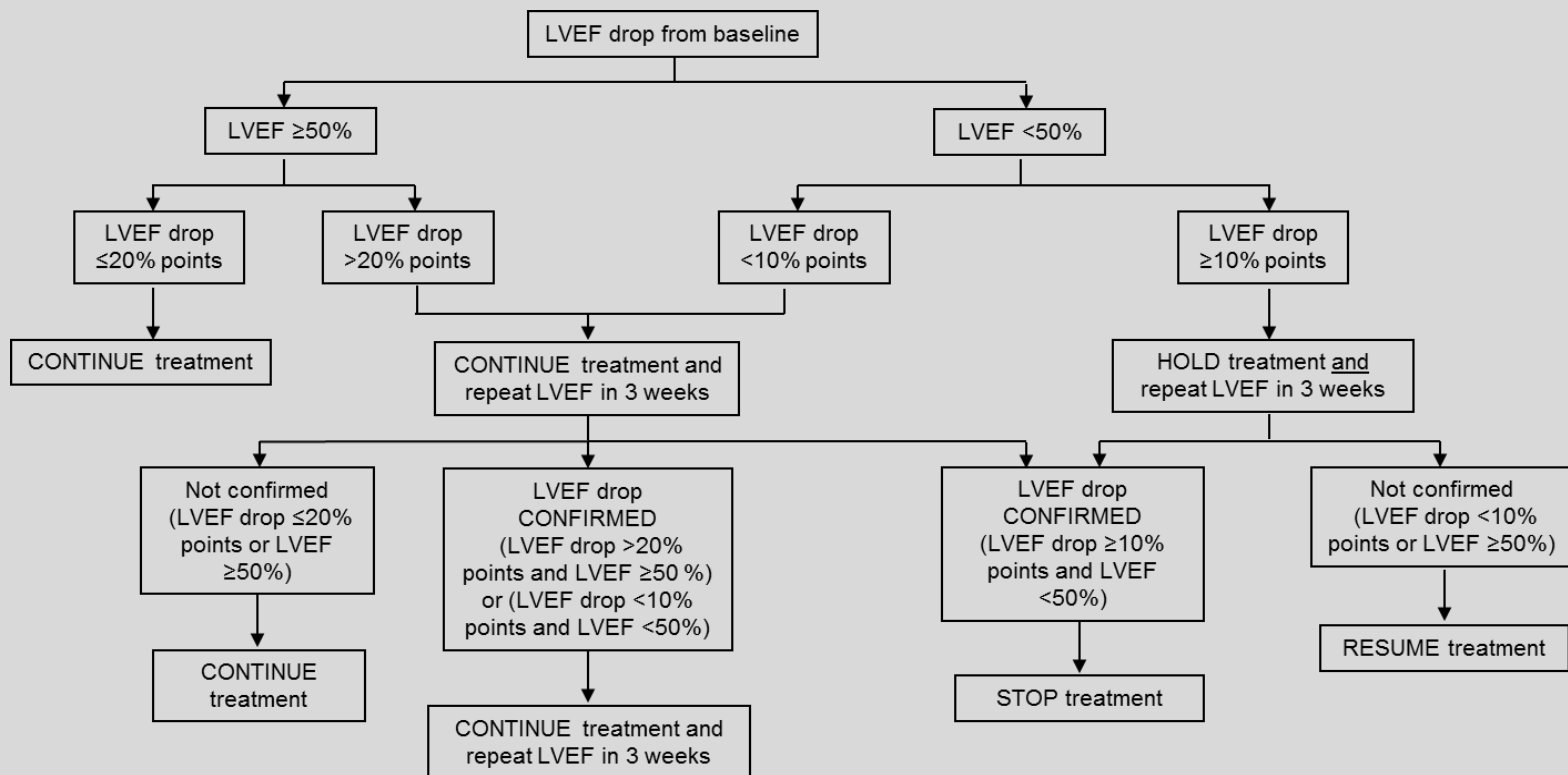 LVEF drop from baseline
LVEF ≥50%
LVEF <50%
LVEF drop
≤20% points
LVEF drop
>20% points
LVEF drop
<10% points
LVEF drop
≥10% points
CONTINUE treatment
CONTINUE treatment and
repeat LVEF in 3 weeks
HOLD treatment and
repeat LVEF in 3 weeks
Not confirmed
(LVEF drop ≤20%
points or LVEF
≥50%)
LVEF drop
CONFIRMED
(LVEF drop >20%
points and LVEF ≥50 %)
or (LVEF drop <10%
points and LVEF <50%)
LVEF drop
CONFIRMED
(LVEF drop ≥10%
points and LVEF
<50%)
Not confirmed
(LVEF drop <10%
points or LVEF ≥50%)
CONTINUE
treatment
CONTINUE treatment and
repeat LVEF in 3 weeks
STOP treatment
RESUME treatment